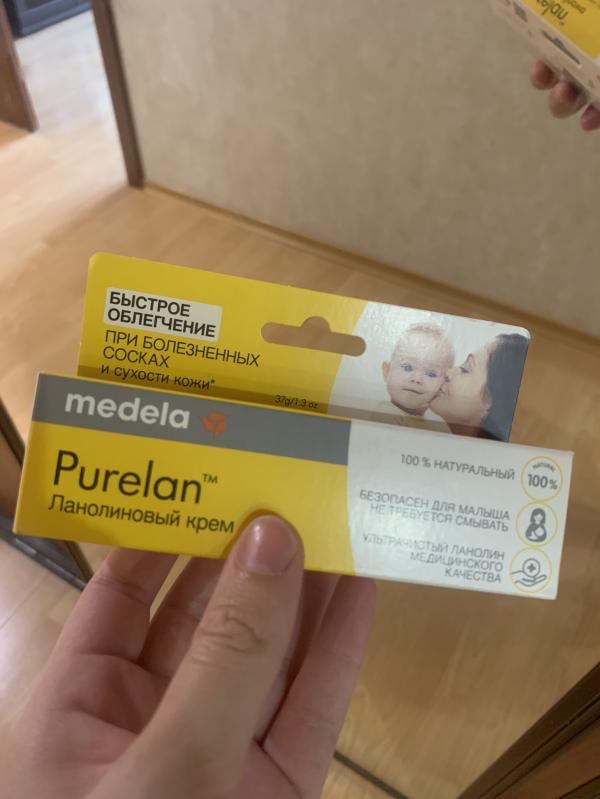 БЫСТРОЕ
ОБЛЕГЧЕНИЕ
ПРИ БОЛЕЗНЕННЫХ
СОСКАХ
и сухости кожи*
37g/1.3 oz
medela
Purelan™
Ланолиновый крем
100 % НАТУРАЛЬНЫЙ
NATURAL
100%
БЕЗОПАСЕН ДЛЯ МАЛЫША
НЕ ТРЕБУЕТСЯ СМЫВАТЬ
УЛЬТРАЧИСТЫЙ ЛАНОЛИН
МЕДИЦИНСКОГО
КАЧЕСТВА